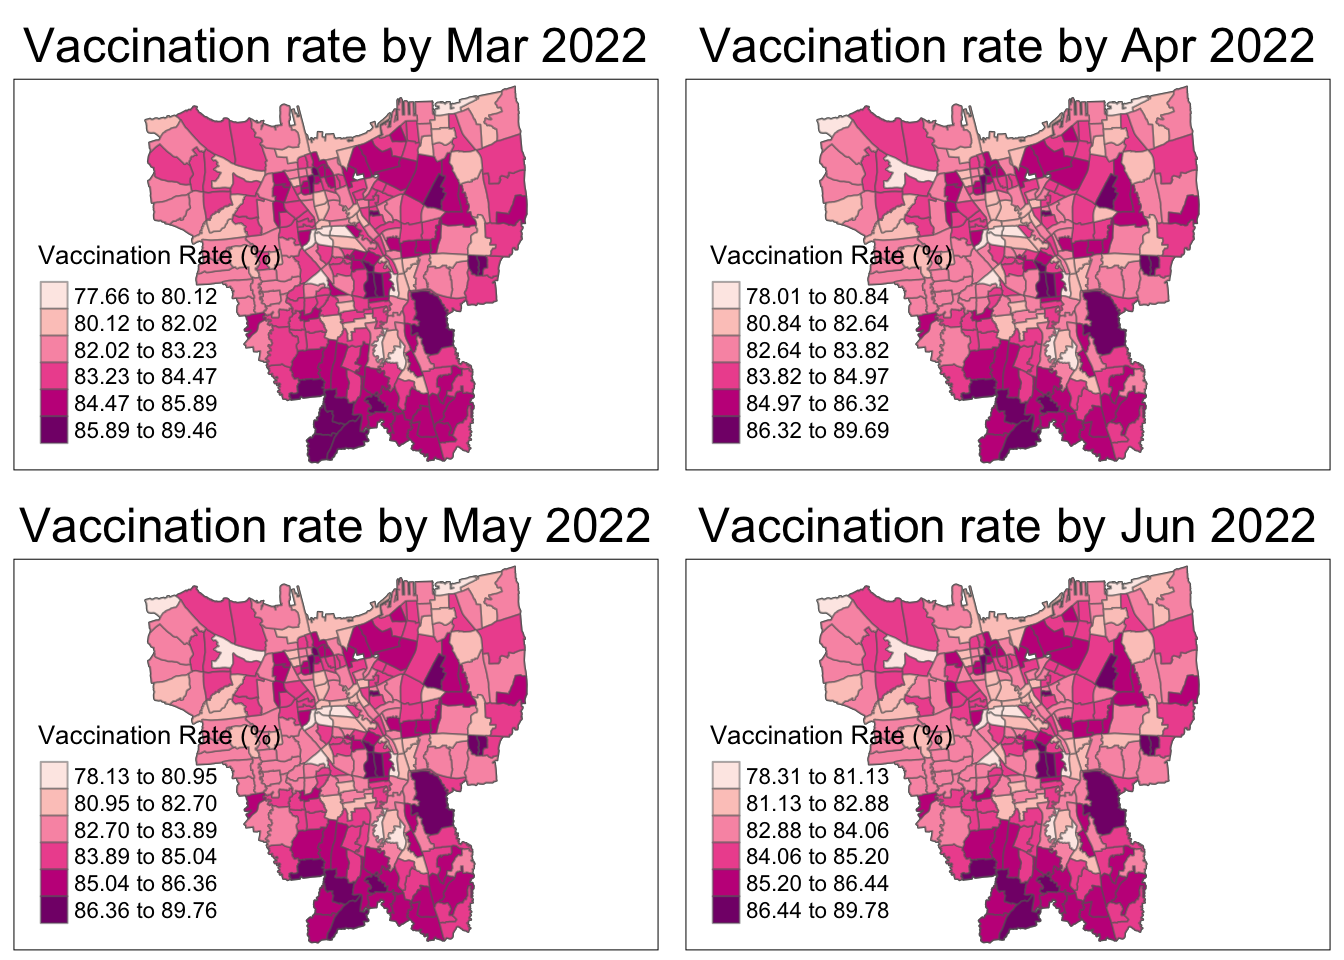 Vaccination rate by Mar 2022
Vaccination Rate (%)
77.66 to 80.12
80.12 to 82.02
82.02 to 83.23
83.23 to 84.47
84.47 to 85.89
85.89 to 89.46
Vaccination rate by Apr 2022
Vaccination Rate (%)
78.01 to 80.84
80.84 to 82.64
82.64 to 83.82
83.82 to 84.97
84.97 to 86.32
86.32 to 89.69
Vaccination rate by May 2022
Vaccination Rate (%)
78.13 to 80.95
80.95 to 82.70
82.70 to 83.89
83.89 to 85.04
85.04 to 86.36
86.36 to 89.76
Vaccination rate by Jun 2022
Vaccination Rate (%)
78.31 to 81.13
81.13 to 82.88
82.88 to 84.06
84.06 to 85.20
85.20 to 86.44
86.44 to 89.78